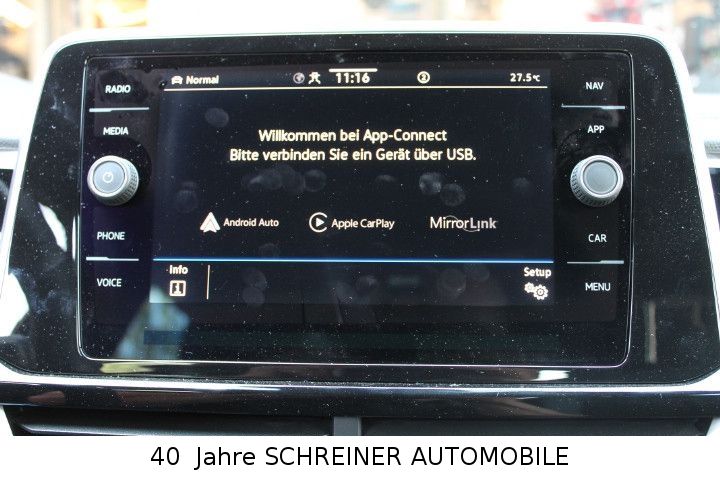 Normal 11:16 2 27.5°C
RADIO
MEDIA
PHONE
VOICE
Willkommen bei App-Connect
Bitte verbinden Sie ein Gerät über USB.
Android Auto Apple CarPlay MirrorLink
Info Setup
NAV
APP
CAR
MENU
40 Jahre SCHREINER AUTOMOBILE